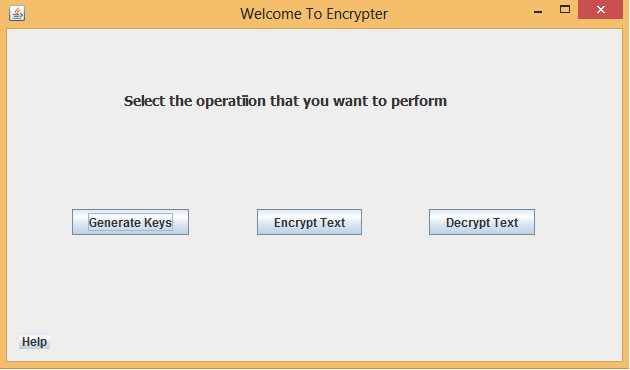 Welcome To Encrypter
Select the operatiion that you want to perform
Generate Keys Encrypt Text Decrypt Text
Help